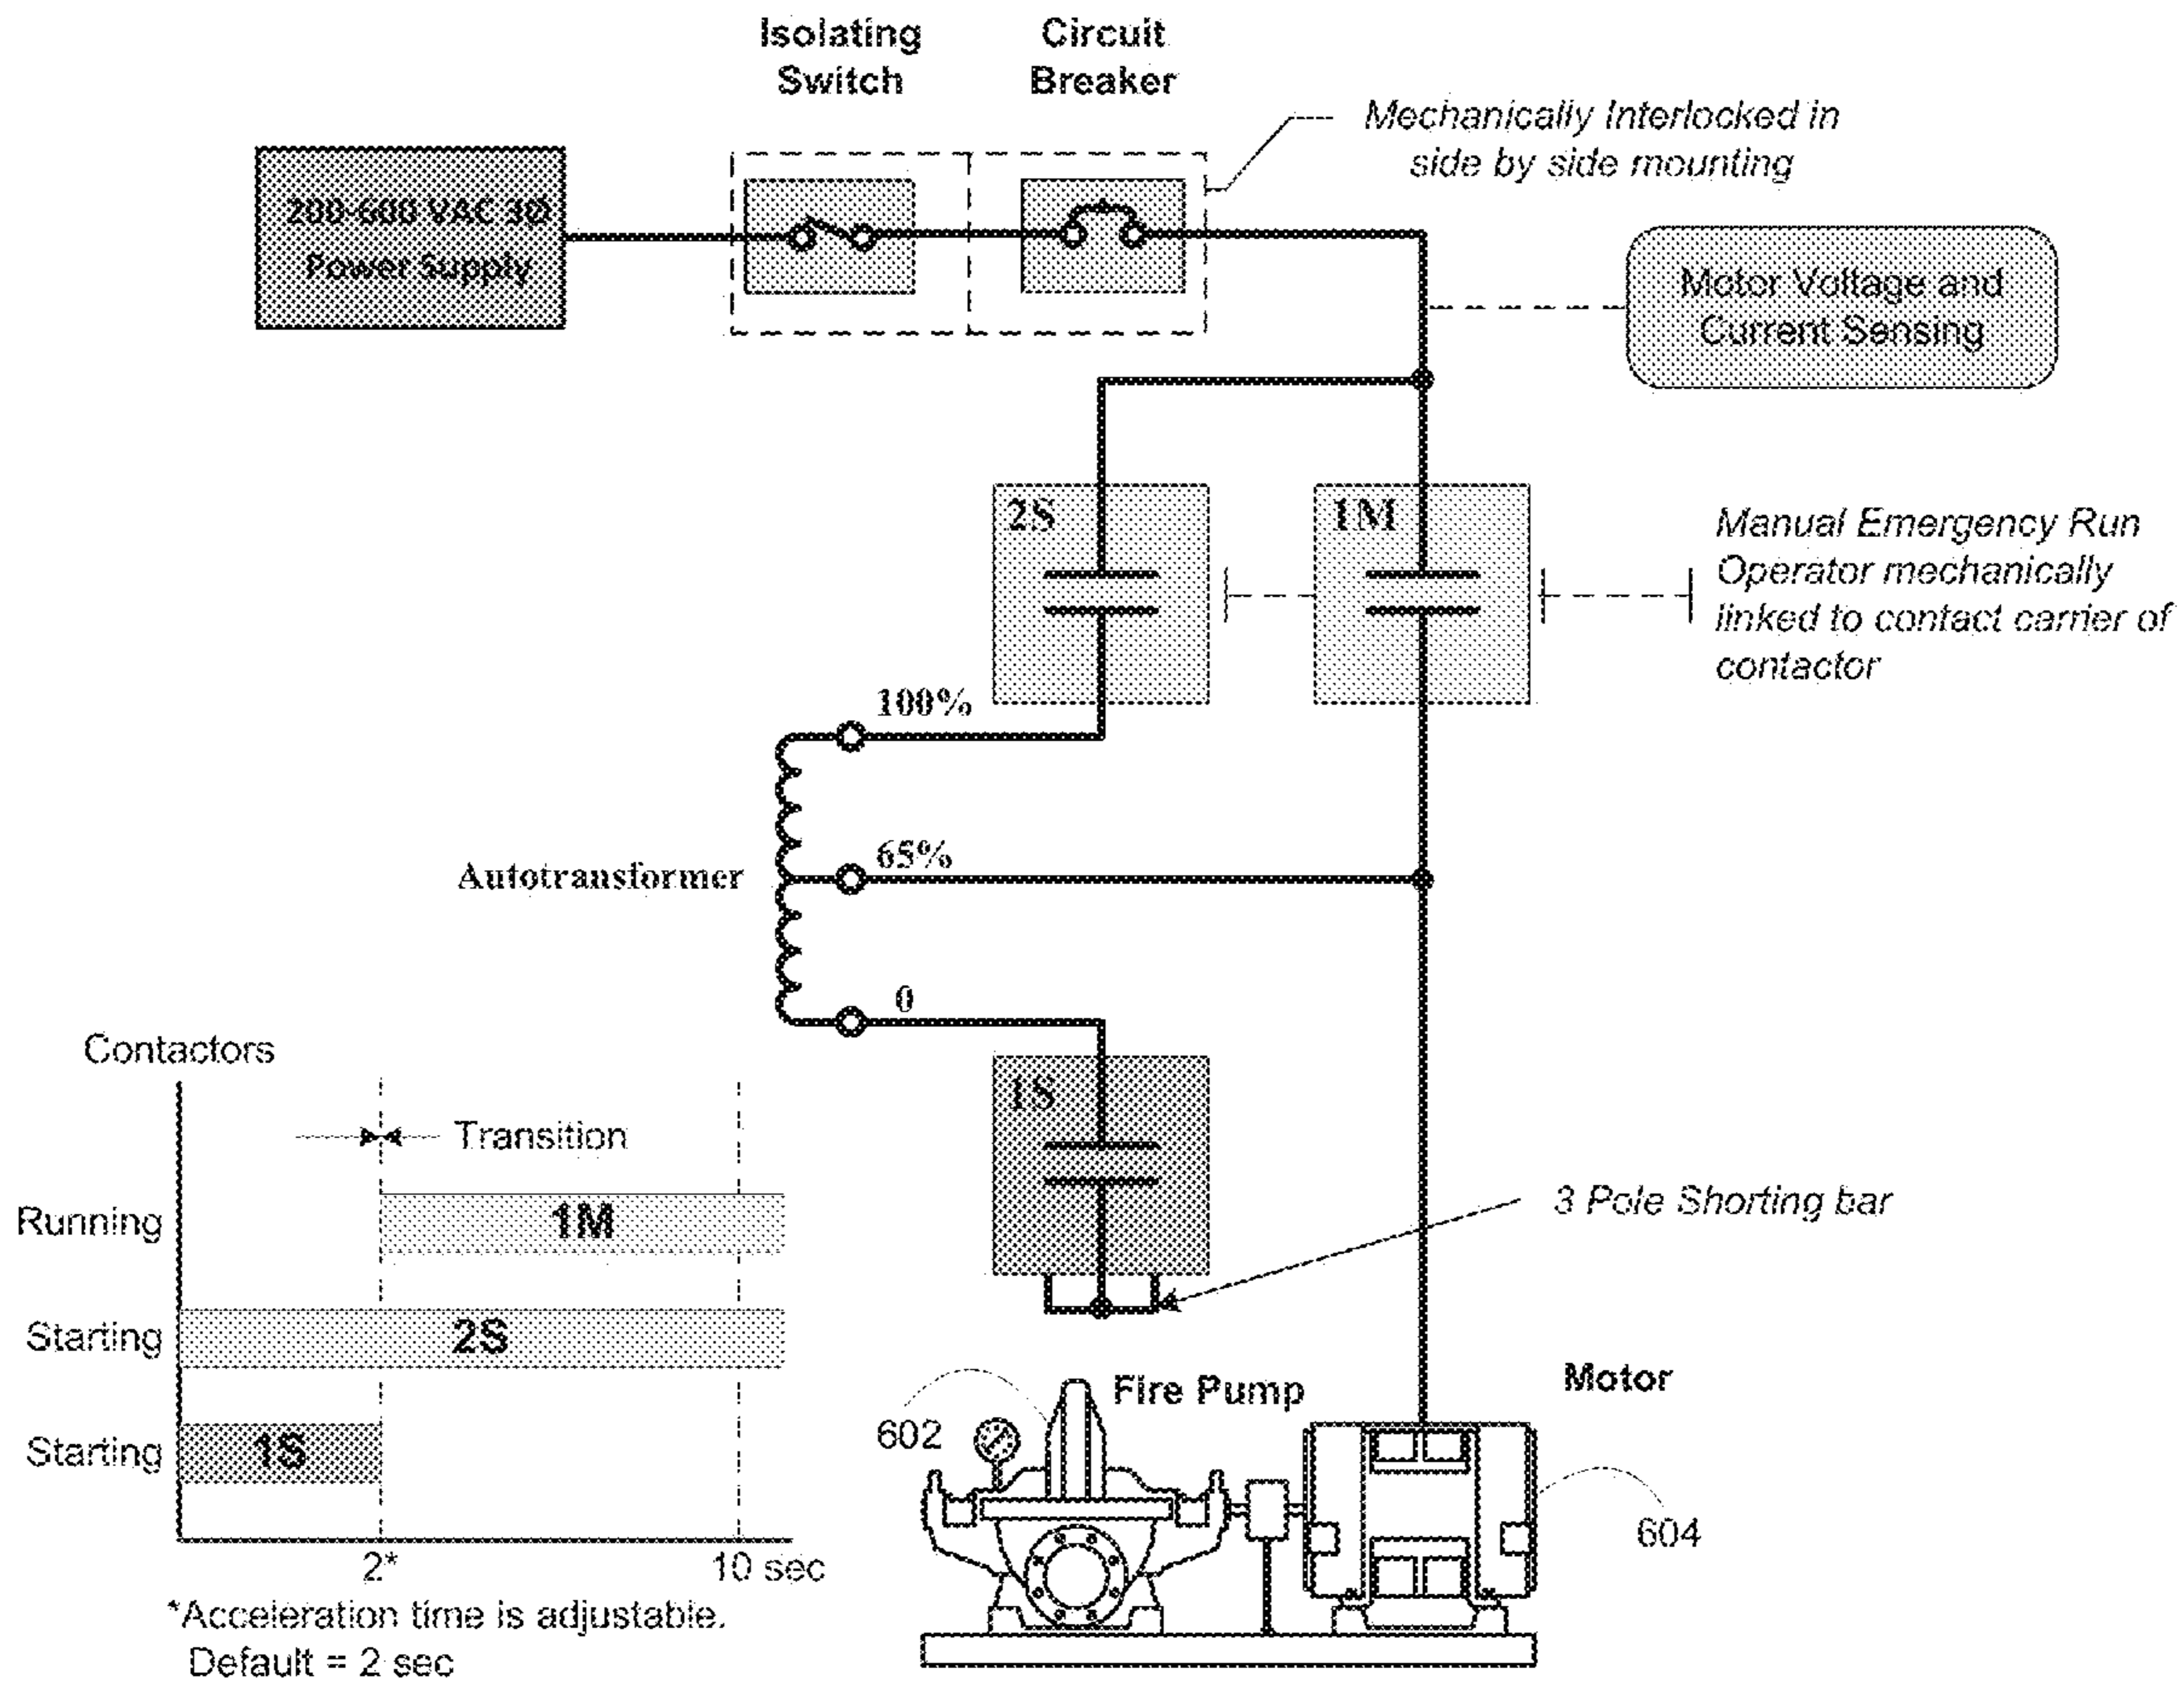 Isolating
Switch
Circuit
Breaker
Mechanically Interlocked in
side by side mounting
200-600 VAC 3Ø
Power Supply
Motor Voltage and
Current Sensing
2S
1M
Manual Emergency Run
Operator mechanically
linked to contact carrier of
contactor
100%
65%
Autotransformer
0
Contactors
1S
Transition
Running
1M
3 Pole Shorting bar
Starting
2S
Fire Pump
Motor
602
Starting
1S
604
2*
10 sec
*Acceleration time is adjustable.
Default = 2 sec